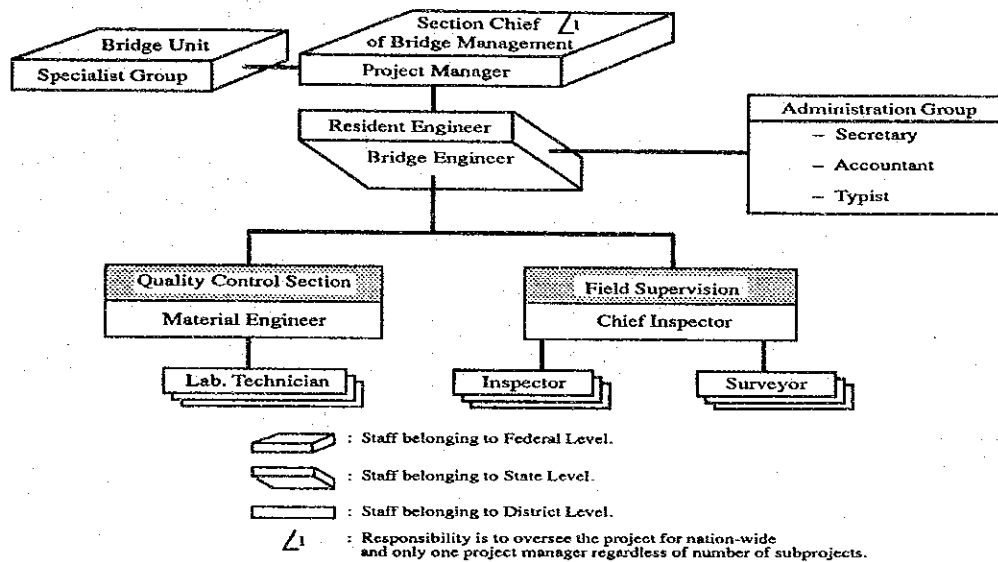 Section Chief ∠1
of Bridge Management
Project Manager
Bridge Unit
Specialist Group
Resident Engineer
Bridge Engineer
Administration Group
– Secretary
– Accountant
– Typist
Quality Control Section
Material Engineer
Field Supervision
Chief Inspector
Lab. Technician
Inspector
Surveyor
: Staff belonging to Federal Level.
: Staff belonging to State Level.
: Staff belonging to District Level.
∠1 : Responsibility is to oversee the project for nation-wide
and only one project manager regardless of number of subprojects.